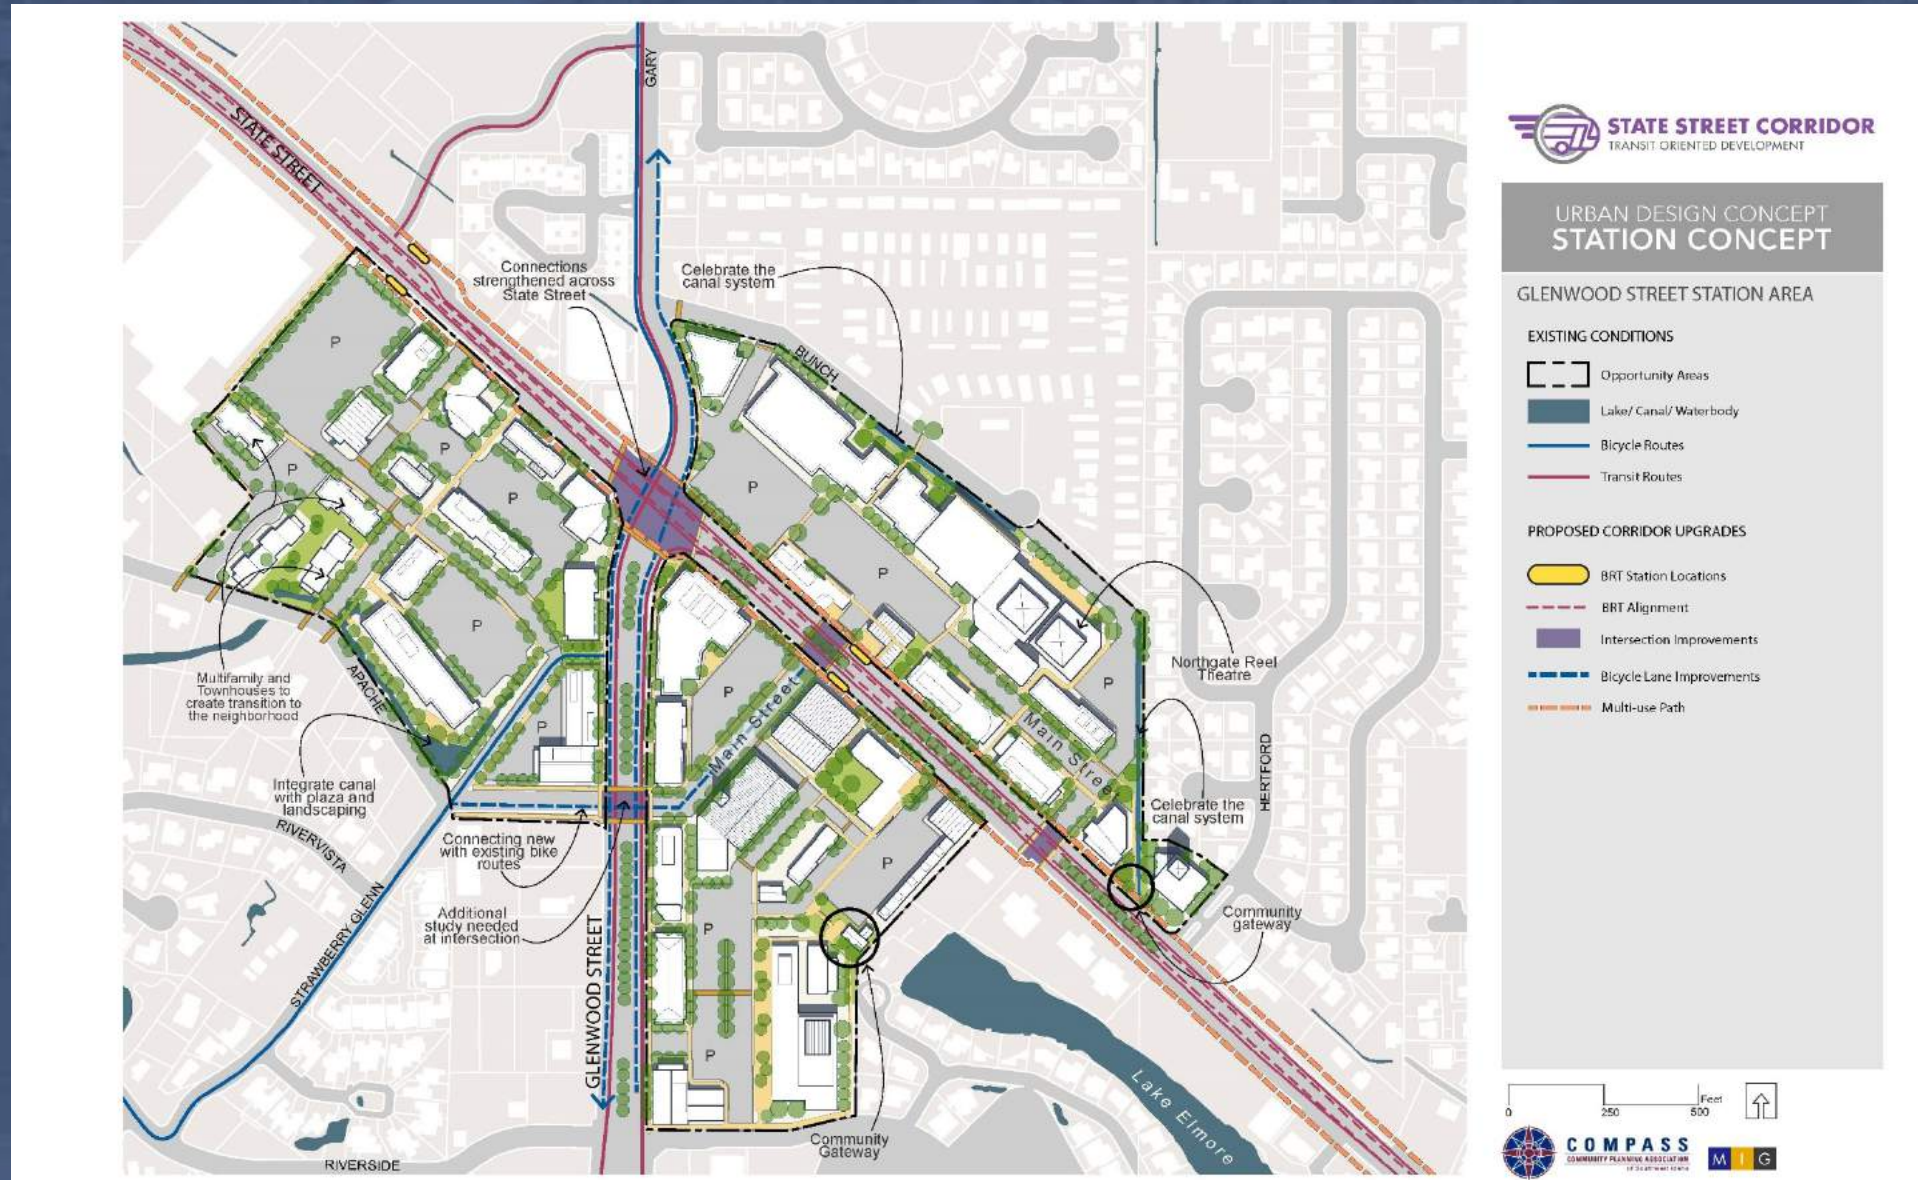 STATE STREET
GARY
Connections
strengthened across
State Street
Celebrate the
canal system
BUNCH
P
P
P
P
P
P
P
P
P
P
P
P
P
Multifamily and
Townhouses to
create transition to
the neighborhood
APACHE
Integrate canal
with plaza and
landscaping
RIVERVISTA
Connecting new
with existing bike
routes
Additional
study needed
at intersection
STRAWBERRY GLENN
GLENWOOD STREET
Main Street
Northgate Reel
Theatre
Main Street
HERTFORD
Celebrate the
canal system
Community
gateway
Community
Gateway
Lake Elmore
RIVERSIDE
STATE STREET CORRIDOR
TRANSIT ORIENTED DEVELOPMENT
URBAN DESIGN CONCEPT
STATION CONCEPT
GLENWOOD STREET STATION AREA
EXISTING CONDITIONS
Opportunity Areas
Lake/ Canal/ Waterbody
Bicycle Routes
Transit Routes
PROPOSED CORRIDOR UPGRADES
BRT Station Locations
BRT Alignment
Intersection Improvements
Bicycle Lane Improvements
Multi-use Path
0 250 500 Feet
COMPASS
COMMUNITY PLANNING ASSOCIATION
of Southwest Idaho
M I G